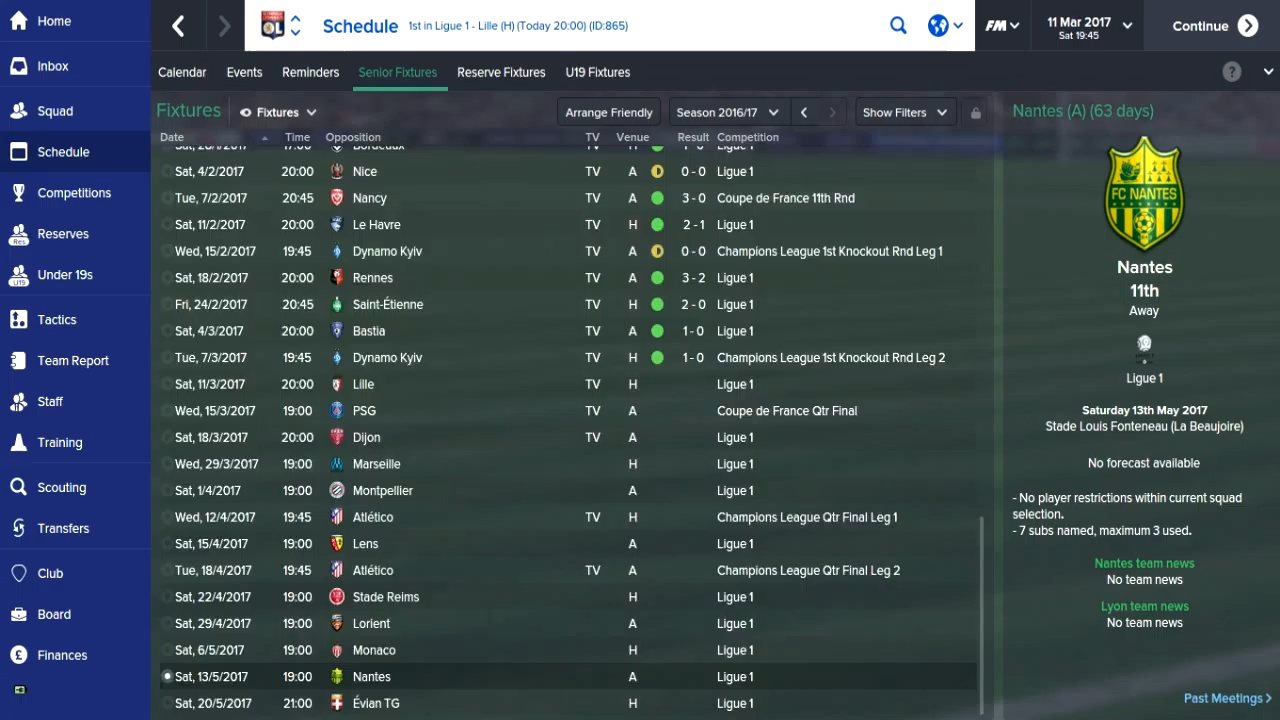 Home
Inbox
Squad
Schedule
Competitions
Reserves
Under 19s
Tactics
Team Report
Staff
Training
Scouting
Transfers
Club
Board
Finances
Schedule 1st in Ligue 1 - Lille (H) (Today 20:00) (ID:865)
FM
11 Mar 2017
Sat 19:45
Continue
Calendar Events Reminders Senior Fixtures Reserve Fixtures U19 Fixtures
Fixtures Fixtures Arrange Friendly Season 2016/17 Show Filters
Date Time Opposition TV Venue Result Competition
Bordeaux Ligue 1
Sat, 4/2/2017 20:00 Nice TV A 0 - 0 Ligue 1
Tue, 7/2/2017 20:45 Nancy TV A 3 - 0 Coupe de France 11th Rnd
Sat, 11/2/2017 20:00 Le Havre TV H 2 - 1 Ligue 1
Wed, 15/2/2017 19:45 Dynamo Kyiv TV A 0 - 0 Champions League 1st Knockout Rnd Leg 1
Sat, 18/2/2017 20:00 Rennes TV A 3 - 2 Ligue 1
Fri, 24/2/2017 20:45 Saint-Étienne TV H 2 - 0 Ligue 1
Sat, 4/3/2017 20:00 Bastia TV A 1 - 0 Ligue 1
Tue, 7/3/2017 19:45 Dynamo Kyiv TV H 1 - 0 Champions League 1st Knockout Rnd Leg 2
Sat, 11/3/2017 20:00 Lille TV H Ligue 1
Wed, 15/3/2017 19:00 PSG TV A Coupe de France Qtr Final
Sat, 18/3/2017 20:00 Dijon TV A Ligue 1
Wed, 29/3/2017 19:00 Marseille H Ligue 1
Sat, 1/4/2017 19:00 Montpellier A Ligue 1
Wed, 12/4/2017 19:45 Atlético TV H Champions League Qtr Final Leg 1
Sat, 15/4/2017 19:00 Lens A Ligue 1
Tue, 18/4/2017 19:45 Atlético TV A Champions League Qtr Final Leg 2
Sat, 22/4/2017 19:00 Stade Reims H Ligue 1
Sat, 29/4/2017 19:00 Lorient A Ligue 1
Sat, 6/5/2017 19:00 Monaco H Ligue 1
Sat, 13/5/2017 19:00 Nantes A Ligue 1
Sat, 20/5/2017 21:00 Évian TG H Ligue 1
Nantes (A) (63 days)
FC NANTES
Nantes
11th
Away
Ligue 1
Saturday 13th May 2017
Stade Louis Fonteneau (La Beaujoire)
No forecast available
- No player restrictions within current squad
selection.
- 7 subs named, maximum 3 used.
Nantes team news
No team news
Lyon team news
No team news
Past Meetings >